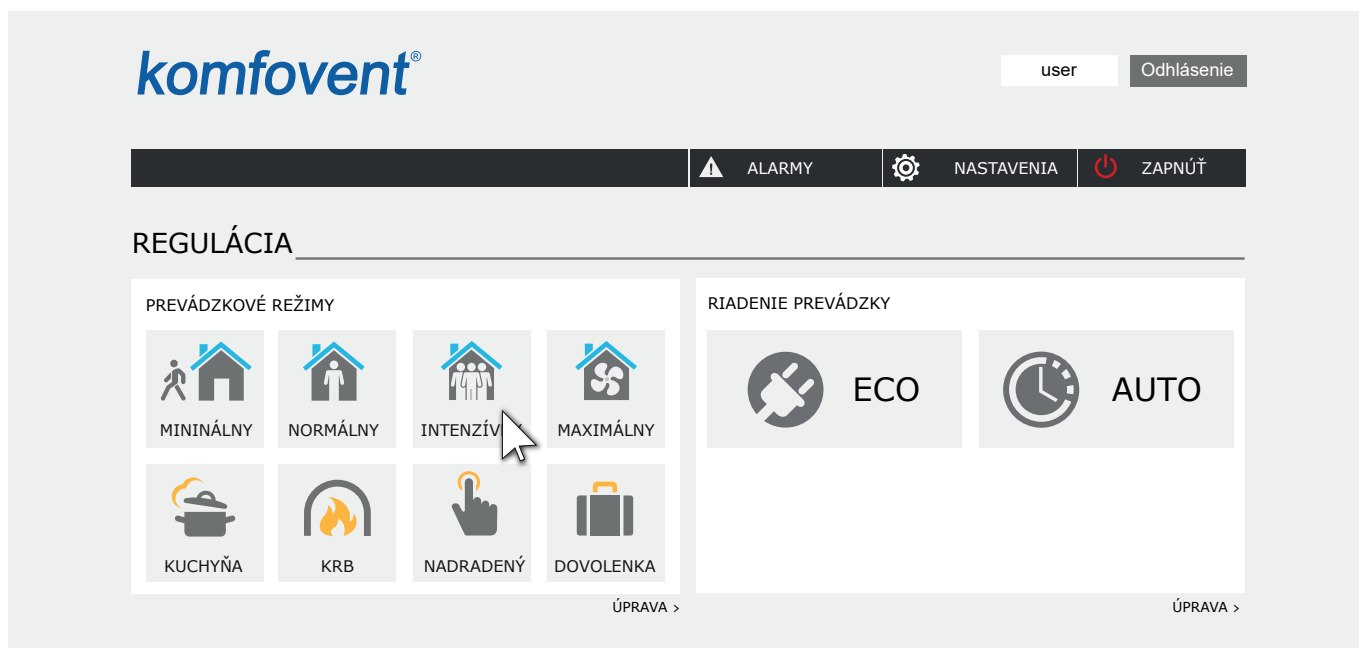 komfovent®
user
Odhlásenie
ALARMY
NASTAVENIA
ZAPNÚŤ
REGULÁCIA
PREVÁDZKOVÉ REŽIMY
MININÁLNY
NORMÁLNY
MAXIMÁLNY
KUCHYŇA
KRB
NADRADENÝ
DOVOLENKA
ÚPRAVA >
RIADENIE PREVÁDZKY
ECO
AUTO
ÚPRAVA >